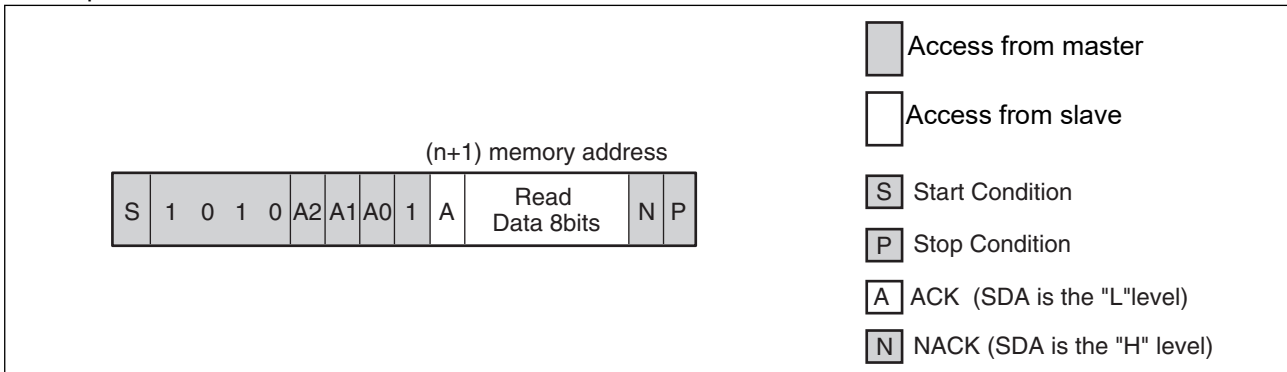 Access from master
Access from slave
(n+1) memory address
S 1 0 1 0 A2 A1 A0 1 A Read Data 8bits N P
S Start Condition
P Stop Condition
A ACK (SDA is the "L"level)
N NACK (SDA is the "H" level)